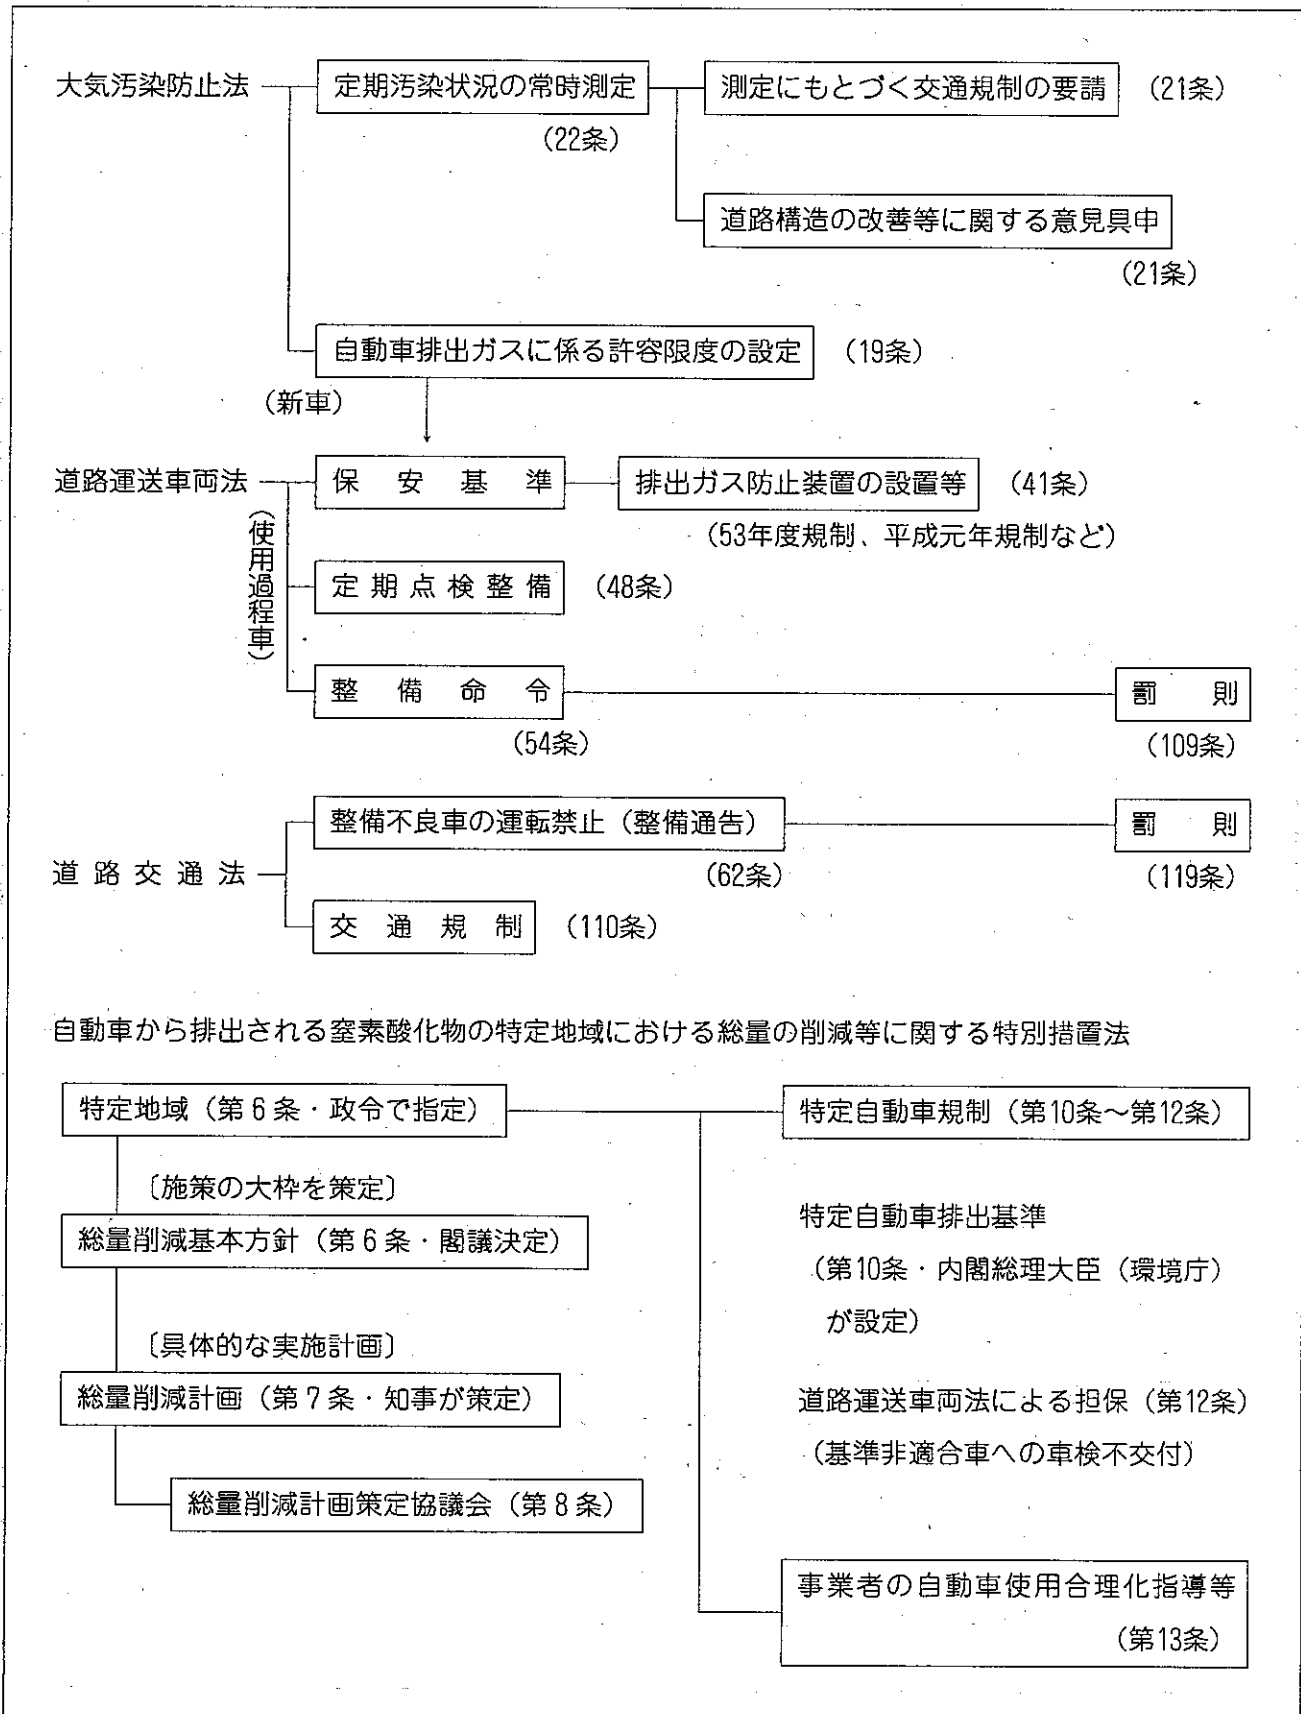 大気汚染防止法
定期汚染状況の常時測定
(22条)
測定にもとづく交通規制の要請
(21条)
道路構造の改善等に関する意見具申
(21条)
自動車排出ガスに係る許容限度の設定
(19条)
(新車)
道路運送車両法
(使用過程車)
保安基準
排出ガス防止装置の設置等
(41条)
(53年度規制、平成元年規制など)
定期点検整備
(48条)
整備命令
(54条)
罰則
(109条)
道路交通法
整備不良車の運転禁止(整備通告)
(62条)
罰則
(119条)
交通規制
(110条)
自動車から排出される窒素酸化物の特定地域における総量の削減等に関する特別措置法
特定地域(第6条・政令で指定)
〔施策の大枠を策定〕
総量削減基本方針(第6条・閣議決定)
〔具体的な実施計画〕
総量削減計画(第7条・知事が策定)
総量削減計画策定協議会(第8条)
特定自動車規制(第10条~第12条)
特定自動車排出基準
(第10条・内閣総理大臣(環境庁)
が設定)
道路運送車両法による担保(第12条)
(基準非適合車への車検不交付)
事業者の自動車使用合理化指導等
(第13条)